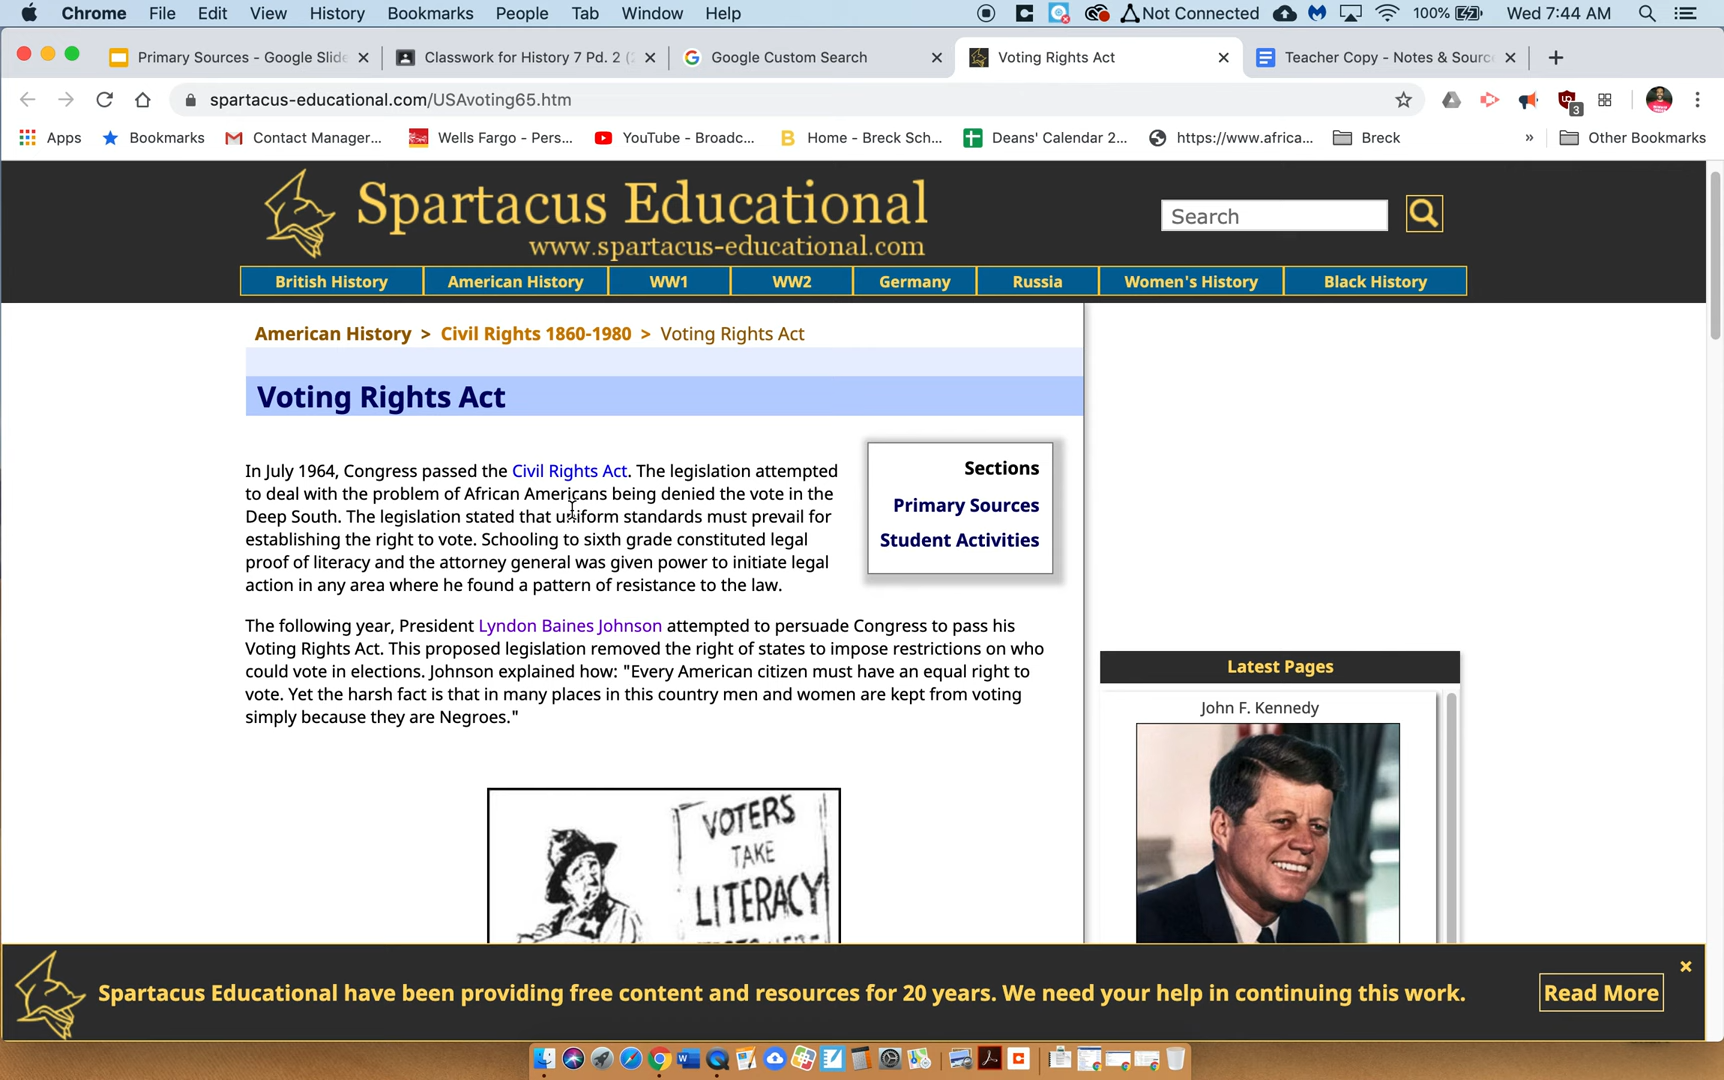 Chrome File Edit View History Bookmarks People Tab Window Help Not Connected 100% Wed 7:44 AM
Primary Sources - Google Slide Classwork for History 7 Pd. 2 (2 Google Custom Search Voting Rights Act Teacher Copy - Notes & Sourc
spartacus-educational.com/USAvoting65.htm 3
Apps Bookmarks Contact Manager... Wells Fargo - Pers... YouTube - Broadc... Home - Breck Sch... Deans' Calendar 2... https://www.africa... Breck » Other Bookmarks
Spartacus Educational
www.spartacus-educational.com
Search
British History American History WW1 WW2 Germany Russia Women's History Black History
American History > Civil Rights 1860-1980 > Voting Rights Act
Voting Rights Act
In July 1964, Congress passed the Civil Rights Act. The legislation attempted
to deal with the problem of African Americans being denied the vote in the
Deep South. The legislation stated that uniform standards must prevail for
establishing the right to vote. Schooling to sixth grade constituted legal
proof of literacy and the attorney general was given power to initiate legal
action in any area where he found a pattern of resistance to the law.
Sections
Primary Sources
Student Activities
The following year, President Lyndon Baines Johnson attempted to persuade Congress to pass his
Voting Rights Act. This proposed legislation removed the right of states to impose restrictions on who
could vote in elections. Johnson explained how: "Every American citizen must have an equal right to
vote. Yet the harsh fact is that in many places in this country men and women are kept from voting
simply because they are Negroes."
VOTERS
TAKE
LITERACY
Latest Pages
John F. Kennedy
Spartacus Educational have been providing free content and resources for 20 years. We need your help in continuing this work. Read More